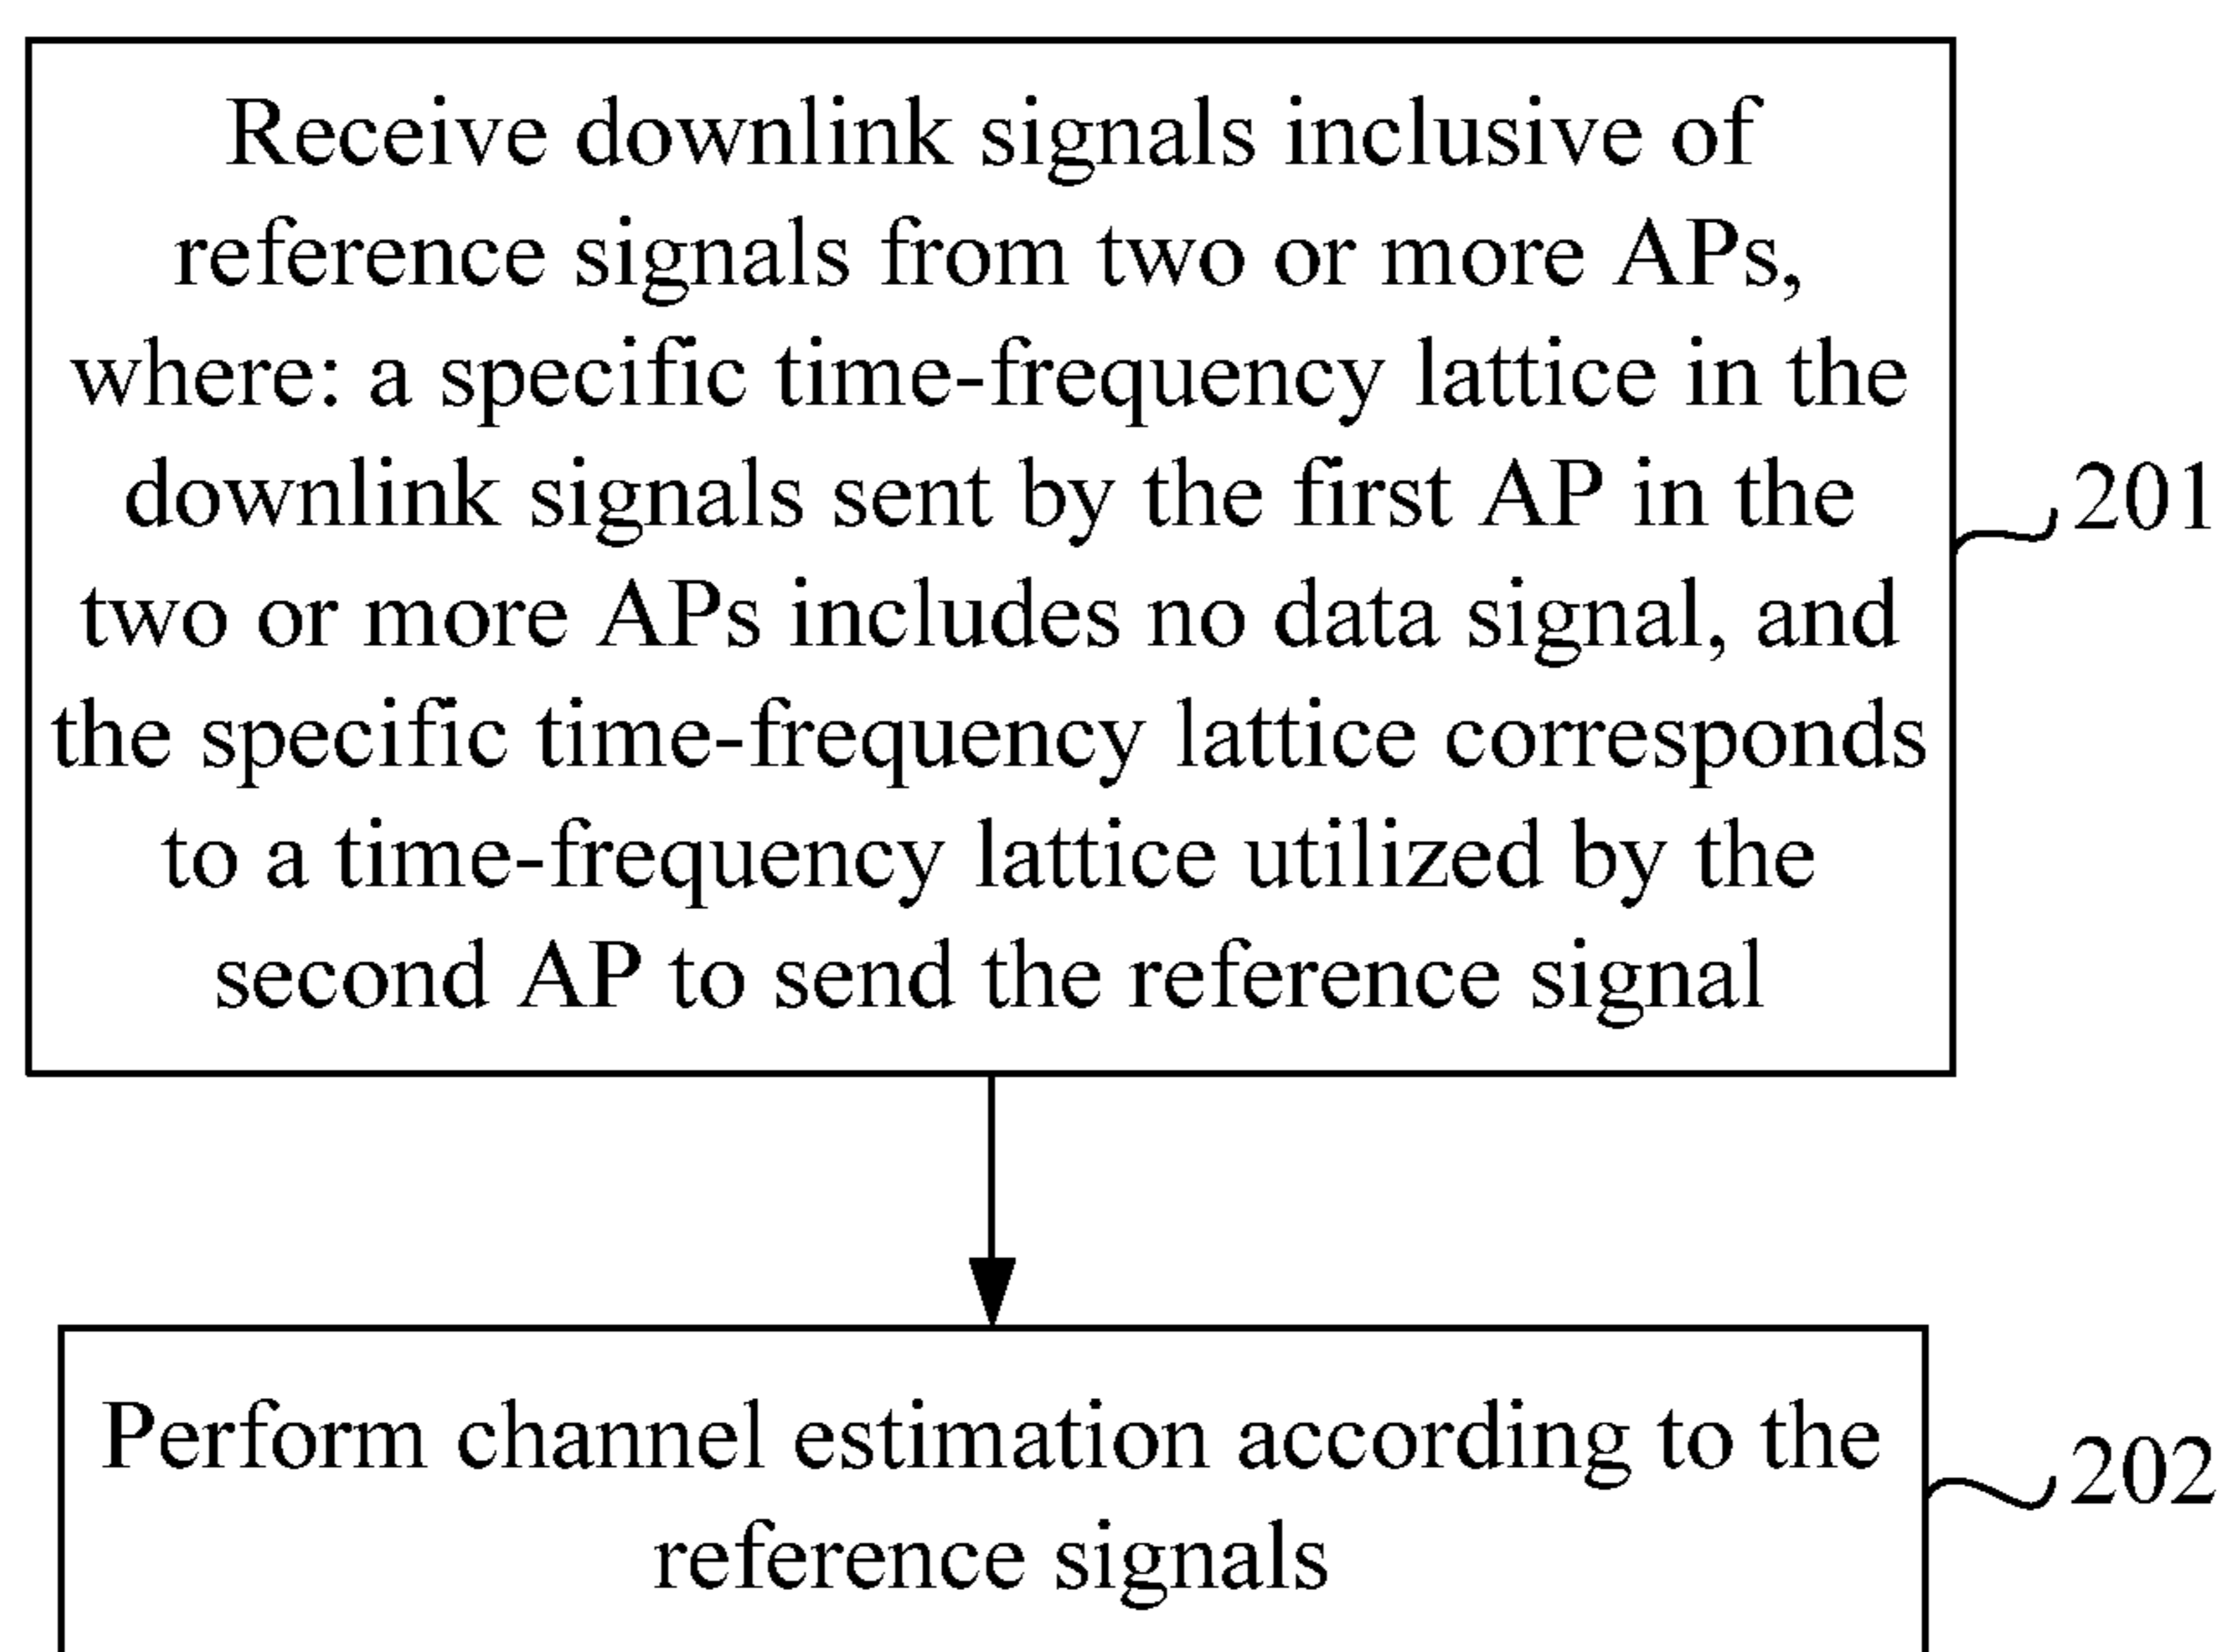 Receive downlink signals inclusive of
reference signals from two or more APs,
where: a specific time-frequency lattice in the
downlink signals sent by the first AP in the
two or more APs includes no data signal, and
the specific time-frequency lattice corresponds
to a time-frequency lattice utilized by the
second AP to send the reference signal
201
Perform channel estimation according to the
reference signals
202